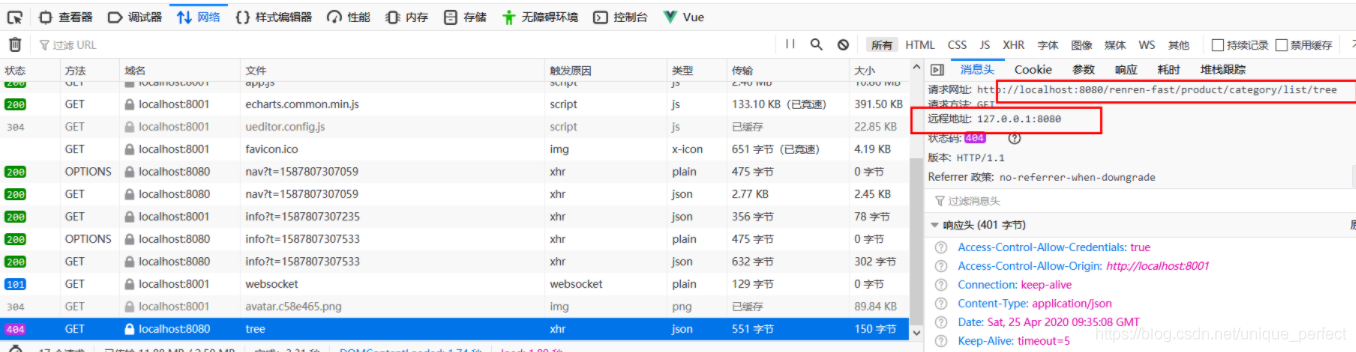 查看器 调试器 网络 样式编辑器 性能 内存 存储 无障碍环境 控制台 Vue
过滤 URL 所有 HTML CSS JS XHR 字体 图像 媒体 WS 其他 持续记录 禁用缓存
状态 方法 域名 文件 触发原因 类型 传输 大小
200 GET localhost:8001 app.js script js 2.40 MB 10.80 MB
200 GET localhost:8001 echarts.common.min.js script js 133.10 KB（已竞速） 391.50 KB
304 GET localhost:8001 ueditor.config.js script js 已缓存 22.85 KB
GET localhost:8001 favicon.ico img x-icon 651 字节（已竞速） 4.19 KB
200 OPTIONS localhost:8080 nav?t=1587807307059 xhr plain 475 字节 0 字节
200 GET localhost:8080 nav?t=1587807307059 xhr json 2.77 KB 2.45 KB
200 GET localhost:8001 info?t=1587807307235 xhr json 356 字节 78 字节
200 OPTIONS localhost:8080 info?t=1587807307533 xhr plain 475 字节 0 字节
200 GET localhost:8080 info?t=1587807307533 xhr json 632 字节 302 字节
101 GET localhost:8001 websocket websocket plain 129 字节 0 字节
304 GET localhost:8001 avatar.c58e465.png img png 已缓存 89.84 KB
404 GET localhost:8080 tree xhr json 551 字节 150 字节
消息头 Cookie 参数 响应 耗时 堆栈跟踪
请求网址: http://localhost:8080/renren-fast/product/category/list/tree
请求方法: GET
远程地址: 127.0.0.1:8080
状态码: 404
版本: HTTP/1.1
Referrer 政策: no-referrer-when-downgrade
过滤消息头
响应头 (401 字节)
Access-Control-Allow-Credentials: true
Access-Control-Allow-Origin: http://localhost:8001
Connection: keep-alive
Content-Type: application/json
Date: Sat, 25 Apr 2020 09:35:08 GMT
Keep-Alive: timeout=5
https://blog.csdn.net/unique_perfect